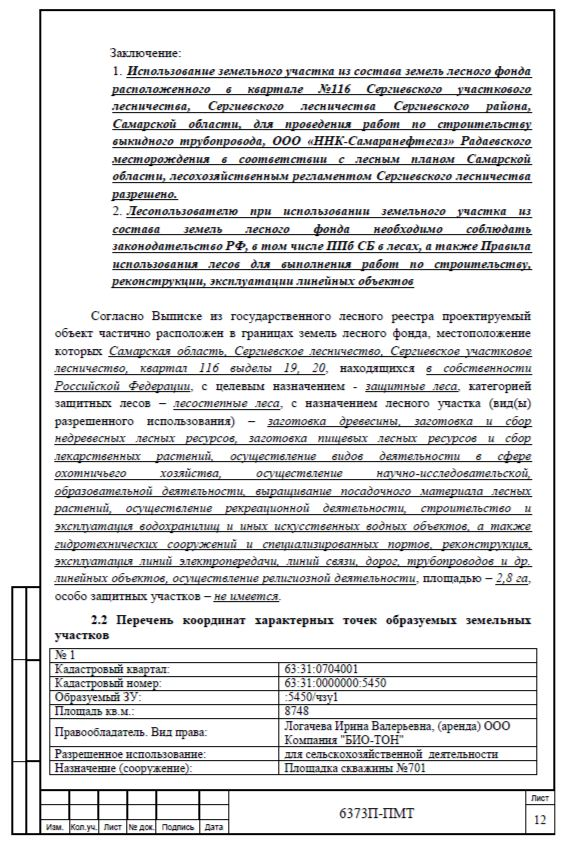 Заключение:
1. Использование земельного участка из состава земель лесного фонда
расположенного в квартале №116 Сергиевского участкового
лесничества, Сергиевского лесничества Сергиевского района,
Самарской области, для проведения работ по строительству
выкидного трубопровода, ООО «ННК-Самаранефтегаз» Радаевского
месторождения в соответствии с лесным планом Самарской
области, лесохозяйственным регламентом Сергиевского лесничества
разрешено.
2. Лесопользователю при использовании земельного участка из
состава земель лесного фонда необходимо соблюдать
законодательство РФ, в том числе ППб СБ в лесах, а также Правила
использования лесов для выполнения работ по строительству,
реконструкции, эксплуатации линейных объектов
Согласно Выписке из государственного лесного реестра проектируемый
объект частично расположен в границах земель лесного фонда, местоположение
которых Самарская область, Сергиевское лесничество, Сергиевское участковое
лесничество, квартал 116 выделы 19, 20, находящихся в собственности
Российской Федерации, с целевым назначением - защитные леса, категорией
защитных лесов – лесостепные леса, с назначением лесного участка (вид(ы)
разрешенного использования) – заготовка древесины, заготовка и сбор
недревесных лесных ресурсов, заготовка пищевых лесных ресурсов и сбор
лекарственных растений, осуществление видов деятельности в сфере
охотничьего хозяйства, осуществление научно-исследовательской,
образовательной деятельности, выращивание посадочного материала лесных
растений, осуществление рекреационной деятельности, строительство и
эксплуатация водохранилищ и иных искусственных водных объектов, а также
гидротехнических сооружений и специализированных портов, реконструкция,
эксплуатация линий электропередачи, линий связи, дорог, трубопроводов и др.
линейных объектов, осуществление религиозной деятельности, площадью – 2,8 га,
особо защитных участков – не имеется.
2.2 Перечень координат характерных точек образуемых земельных
участков
№ 1
Кадастровый квартал: 63:31:0704001
Кадастровый номер: 63:31:0000000:5450
Образуемый ЗУ: :5450/чзу1
Площадь кв.м.: 8748
Правообладатель. Вид права: Логачева Ирина Валерьевна, (аренда) ООО
Компания "БИО-ТОН"
Разрешенное использование: для сельскохозяйственной деятельности
Назначение (сооружение): Площадка скважины №701
6373П-ПМТ
Лист
12
Изм. Кол.уч. Лист № док. Подпись Дата